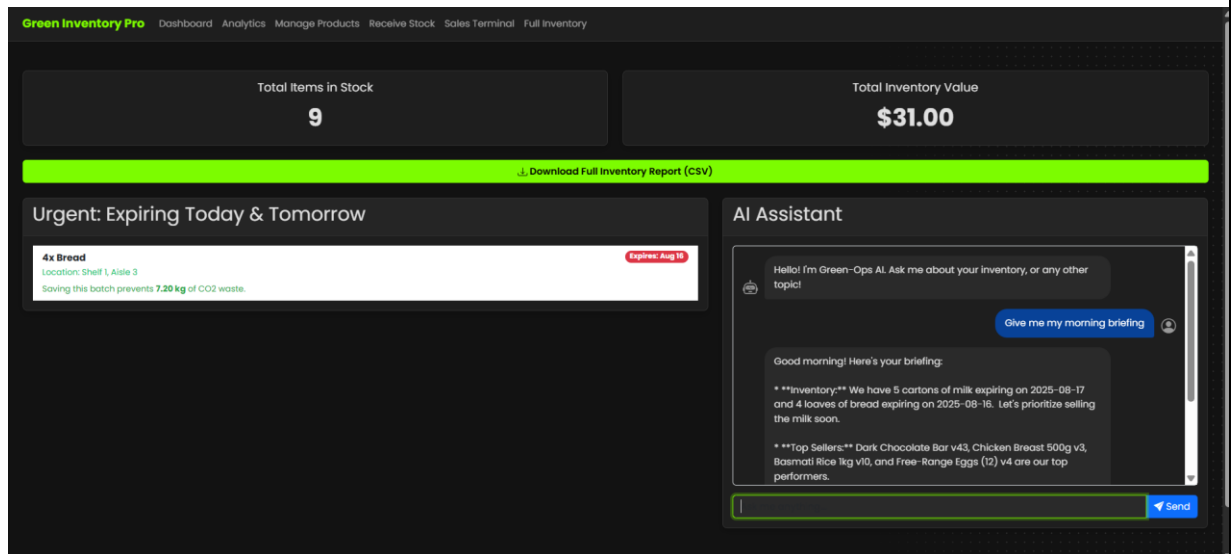 Green Inventory Pro Dashboard Analytics Manage Products Receive Stock Sales Terminal Full Inventory
Total Items in Stock
9
Total Inventory Value
$31.00
Download Full Inventory Report (CSV)
Urgent: Expiring Today & Tomorrow
4x Bread
Expires: Aug 16
Location: Shelf 1, Aisle 3
Saving this batch prevents 7.20 kg of CO2 waste.
AI Assistant
Hello! I'm Green-Ops AI. Ask me about your inventory, or any other
topic!
Give me my morning briefing
Good morning! Here's your briefing:
* **Inventory:** We have 5 cartons of milk expiring on 2025-08-17
and 4 loaves of bread expiring on 2025-08-16. Let's prioritize selling
the milk soon.
* **Top Sellers:** Dark Chocolate Bar v43, Chicken Breast 500g v3,
Basmati Rice 1kg v10, and Free-Range Eggs (12) v4 are our top
performers.
Send